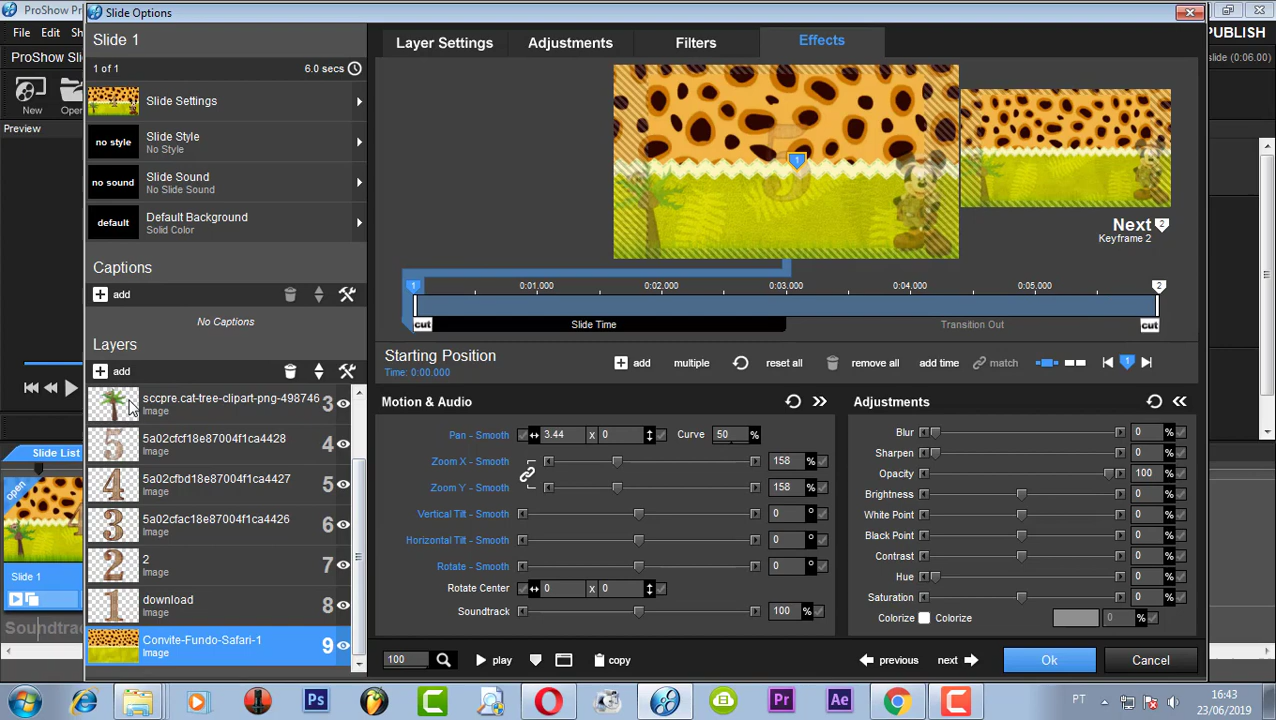 ProShow
Slide Options
File
Ed
ProShow Sli
New
Open
Preview
PUBLISH
slide (0:06.00)
Slide 1
1 of 1
6.0 secs
Slide Settings
no style
Slide Style
No Style
no sound
Slide Sound
No Slide Sound
default
Default Background
Solid Color
Captions
add
No Captions
Layers
add
sccpre.cat-tree-clipart-png-498746
Image
3
5a02cfcf18e87004f1ca4428
Image
4
5a02cfbd18e87004f1ca4427
Image
5
5a02cfac18e87004f1ca4426
Image
6
2
Image
7
download
Image
8
Convite-Fundo-Safari-1
Image
9
Slide List
open
Slide 1
Soundtrac
Layer Settings
Adjustments
Filters
Effects
1
Next 2
Keyframe 2
1
0:01.000
0:02.000
0:03.000
0:04.000
0:05.000
2
cut
Slide Time
Transition Out
cut
Starting Position
Time: 0:00.000
add
multiple
reset all
remove all
add time
match
1
Motion & Audio
Pan - Smooth 3.44 x 0 Curve 50 %
Zoom X - Smooth 158 %
Zoom Y - Smooth 158 %
Vertical Tilt - Smooth 0 °
Horizontal Tilt - Smooth 0 °
Rotate - Smooth 0 °
Rotate Center 0 x 0
Soundtrack 100 %
Adjustments
Blur 0
Sharpen 0
Opacity 100
Brightness 0
White Point 0
Black Point 0
Contrast 0
Hue 0
Saturation 0
Colorize Colorize 0 %
100
play
copy
previous
next
Ok
Cancel
Ps
Pr
Ae
PT
16:43
23/06/2019